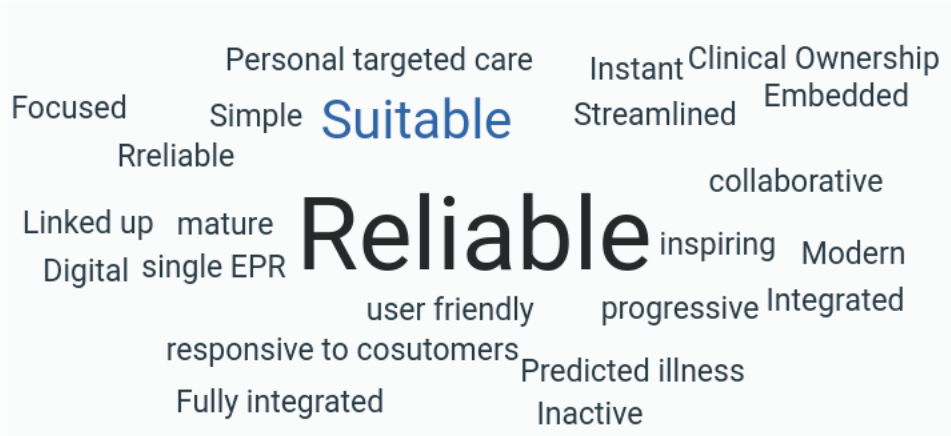 Personal targeted care
Instant
Clinical Ownership
Focused
Simple
Suitable
Streamlined
Embedded
Rreliable
collaborative
Linked up
mature
Reliable
inspiring
Modern
Digital
single EPR
user friendly
progressive
Integrated
responsive to cosutomers
Predicted illness
Fully integrated
Inactive